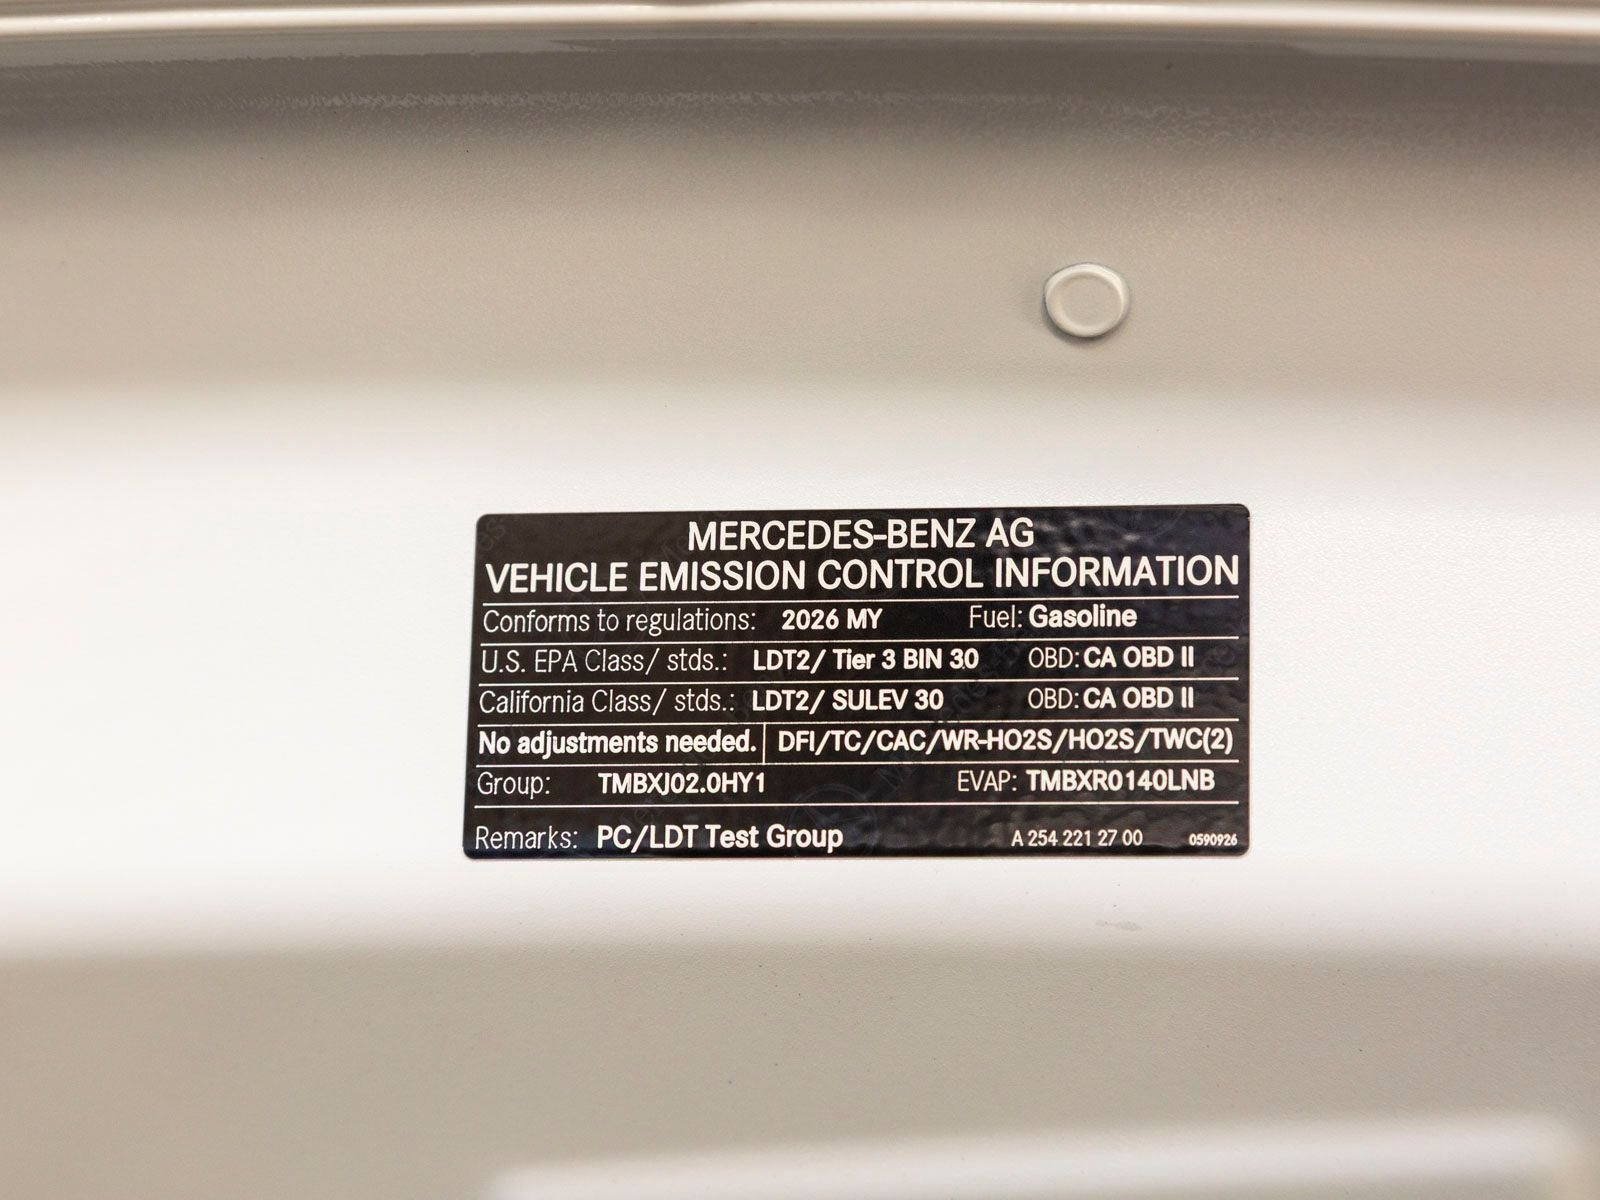 MERCEDES-BENZ AG
VEHICLE EMISSION CONTROL INFORMATION
Conforms to regulations: 2026 MY Fuel: Gasoline
U.S. EPA Class/ stds.: LDT2/ Tier 3 BIN 30 OBD: CA OBD II
California Class/ stds.: LDT2/ SULEV 30 OBD: CA OBD II
No adjustments needed. DFI/TC/CAC/WR-HO2S/HO2S/TWC(2)
Group: TMBXJ02.0HY1 EVAP: TMBXR0140LNB
Remarks: PC/LDT Test Group A 254 221 27 00 0590926